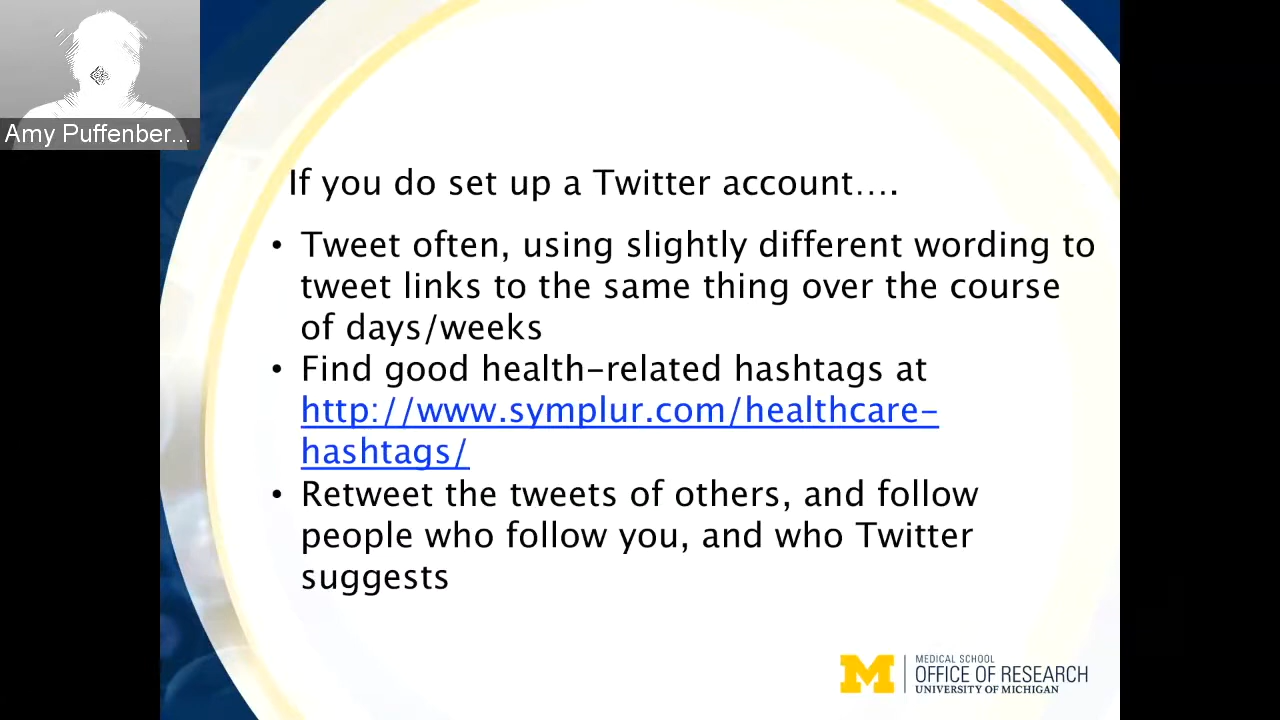 Amy Puffenber...
If you do set up a Twitter account....
• Tweet often, using slightly different wording to
tweet links to the same thing over the course
of days/weeks
• Find good health-related hashtags at
http://www.symplur.com/healthcare-
hashtags/
• Retweet the tweets of others, and follow
people who follow you, and who Twitter
suggests
M
MEDICAL SCHOOL
OFFICE OF RESEARCH
UNIVERSITY OF MICHIGAN